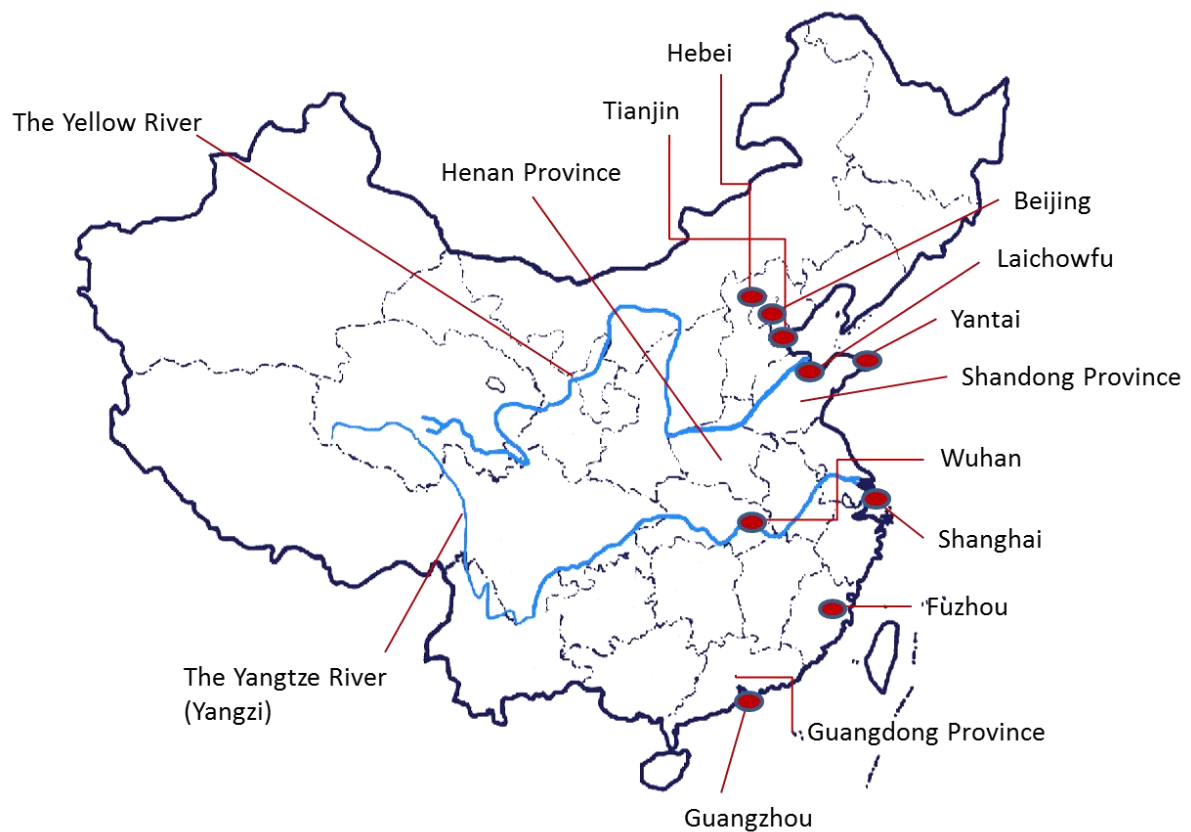 Hebei
Tianjin
The Yellow River
Henan Province
Beijing
Laichowfu
Yantai
Shandong Province
Wuhan
Shanghai
Fuzhou
The Yangtze River
(Yangzi)
Guangdong Province
Guangzhou